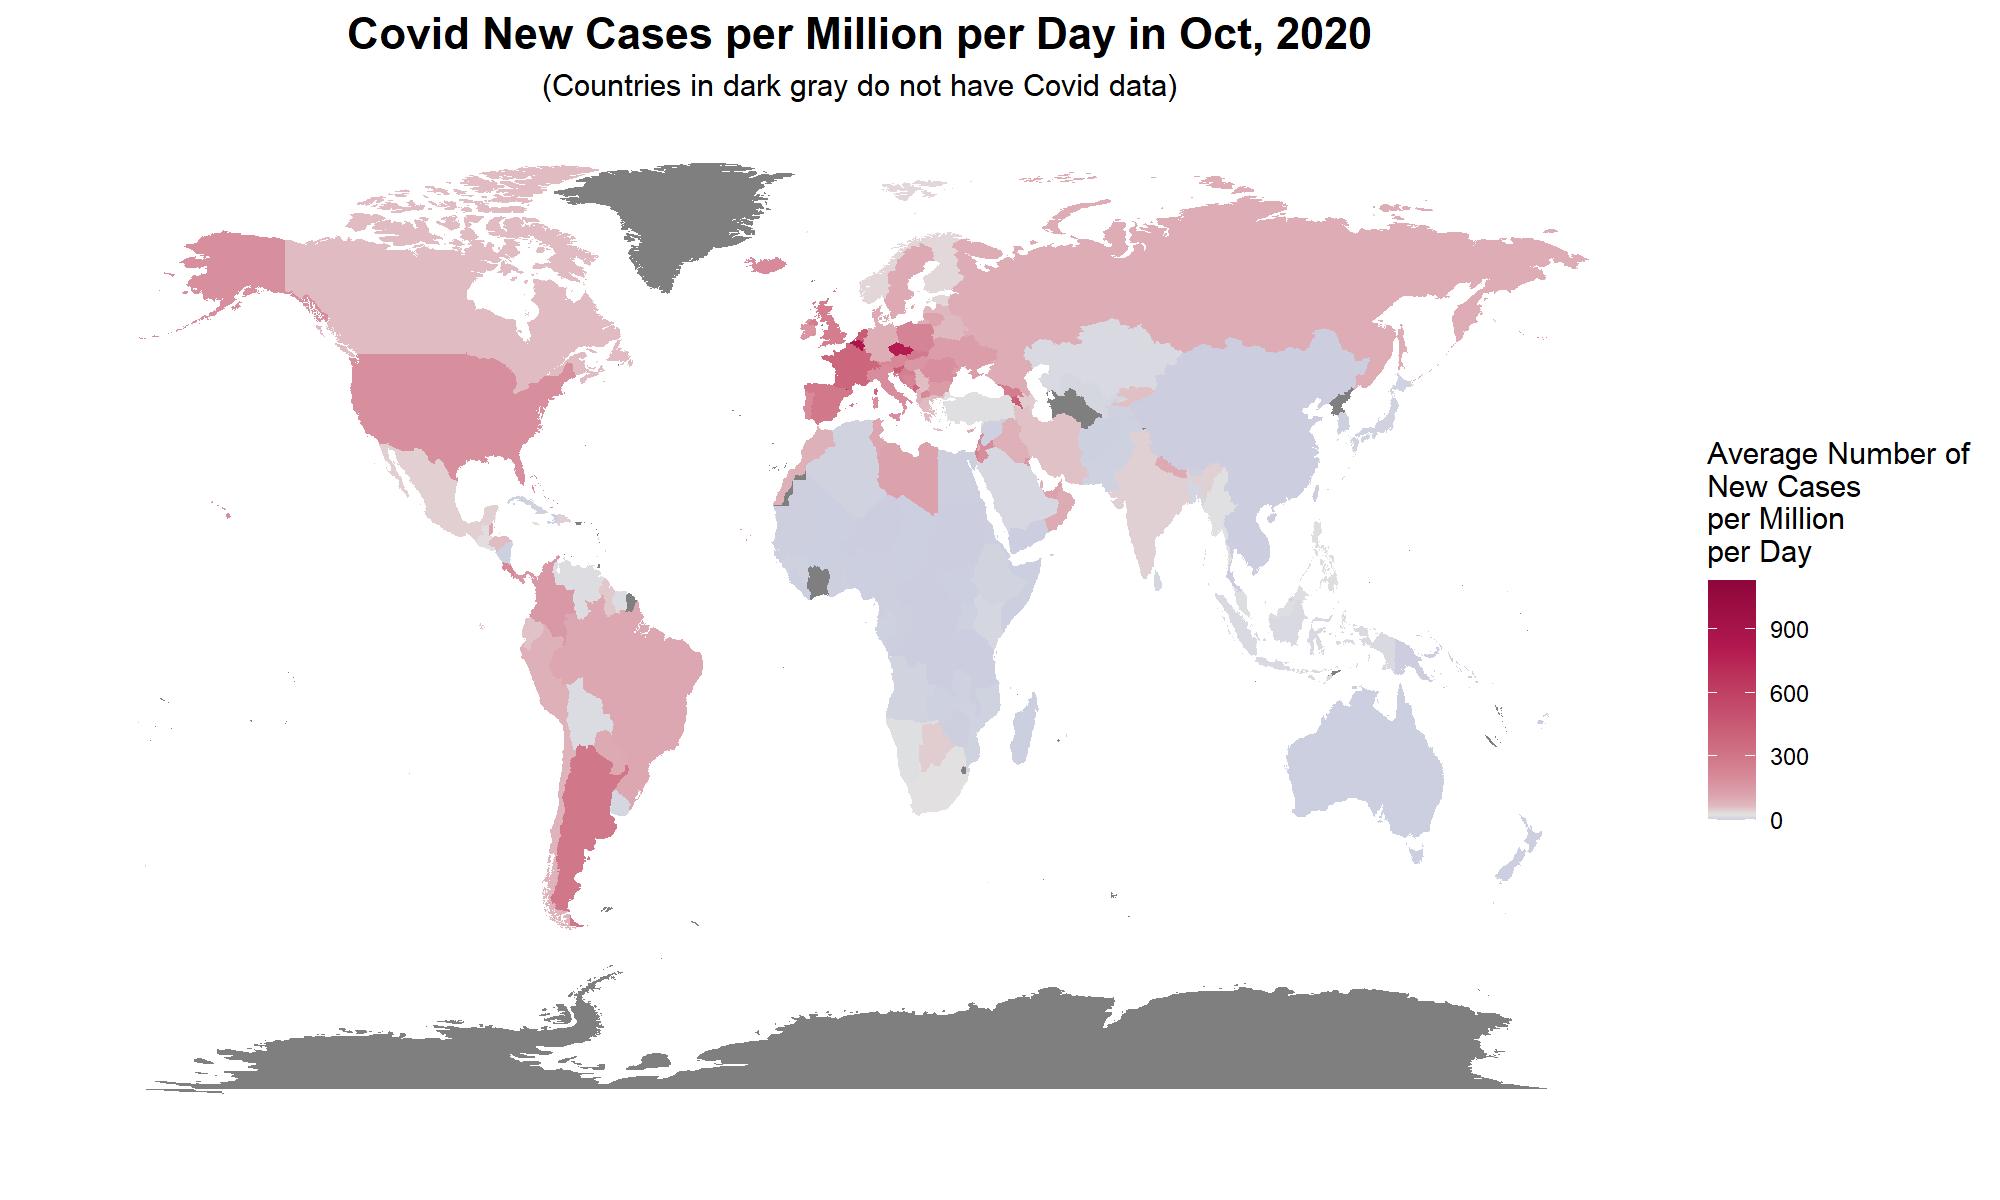 Covid New Cases per Million per Day in Oct, 2020
(Countries in dark gray do not have Covid data)
Average Number of
New Cases
per Million
per Day
900
600
300
0